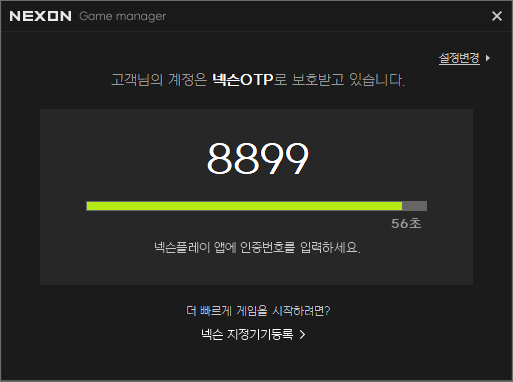 NEXON Game manager
설정변경
고객님의 계정은 넥슨OTP로 보호받고 있습니다.
8899
56초
넥슨플레이 앱에 인증번호를 입력하세요.
더 빠르게 게임을 시작하려면?
넥슨 지정기기등록